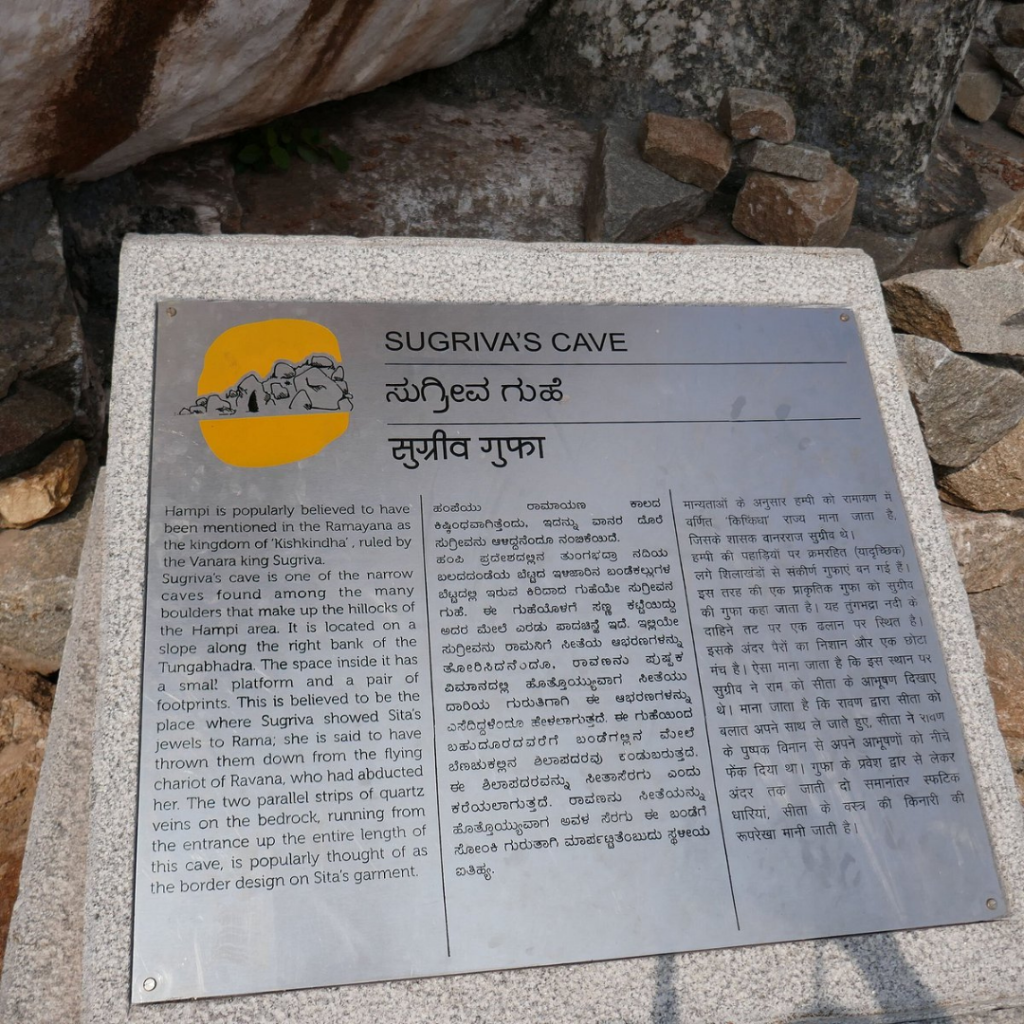 SUGRIVA'S CAVE
ಸುಗ್ರೀವ ಗುಹೆ
सुग्रीव गुफा
Hampi is popularly believed to have
been mentioned in the Ramayana as
the kingdom of 'Kishkindha', ruled by
the Vanara king Sugriva.
Sugriva's cave is one of the narrow
caves found among the many
boulders that make up the hillocks of
the Hampi area. It is located on a
slope along the right bank of the
Tungabhadra. The space inside it has
a small platform and a pair of
footprints. This is believed to be the
place where Sugriva showed Sita's
jewels to Rama; she is said to have
thrown them down from the flying
chariot of Ravana, who had abducted
her. The two parallel strips of quartz
veins on the bedrock, running from
the entrance up the entire length of
this cave, is popularly thought of as
the border design on Sita's garment.
ಹಂಪೆಯು ರಾಮಾಯಣ ಕಾಲದ
ಕಿಷ್ಕಿಂಧವಾಗಿತ್ತೆಂದು, ಇದನ್ನು ವಾನರ ದೊರೆ
ಸುಗ್ರೀವನು ಆಳಿದ್ದನೆಂದೂ ನಂಬಿಕೆಯಿದೆ.
ಹಂಪಿ ಪ್ರದೇಶದಲ್ಲಿನ ತುಂಗಭದ್ರಾ ನದಿಯ
ಬಲದದಂಡೆಯ ಬೆಟ್ಟದ ಇಳಿಜಾರಿನ ಬಂಡೆಕಲ್ಲುಗಳ
ಬೆಟ್ಟದಲ್ಲಿ ಇರುವ ಕಿರಿದಾದ ಗುಹೆಯೇ ಸುಗ್ರೀವನ
ಗುಹೆ. ಈ ಗುಹೆಯೊಳಗೆ ಸಣ್ಣ ಕಟ್ಟೆಯಿದ್ದು
ಅದರ ಮೇಲೆ ಎರಡು ಪಾದಚಿಹ್ನೆ ಇದೆ. ಇಲ್ಲಿಯೇ
ಸುಗ್ರೀವನು ರಾಮನಿಗೆ ಸೀತೆಯ ಆಭರಣಗಳನ್ನು
ತೋರಿಸಿದನೆಂದೂ, ರಾವಣನು ಪುಷ್ಪಕ
ವಿಮಾನದಲ್ಲಿ ಹೊತ್ತೊಯ್ಯುವಾಗ ಸೀತೆಯು
ದಾರಿಯ ಗುರುತಿಗಾಗಿ ಈ ಆಭರಣಗಳನ್ನು
ಎಸೆದಿದ್ದಳೆಂದೂ ಹೇಳಲಾಗುತ್ತದೆ. ಈ ಗುಹೆಯಿಂದ
ಬಹುದೂರದವರೆಗೆ ಬಂಡೆಗಲ್ಲಿನ ಮೇಲೆ
ಬೆಣಚುಕಲ್ಲಿನ ಶಿಲಾಪದರವು ಕಂಡುಬರುತ್ತದೆ.
ಈ ಶಿಲಾಪದರವನ್ನು ಸೀತಾಸೆರಗು ಎಂದು
ಕರೆಯಲಾಗುತ್ತದೆ. ರಾವಣನು ಸೀತೆಯನ್ನು
ಹೊತ್ತೊಯ್ಯುವಾಗ ಅವಳ ಸೆರಗು ಈ ಬಂಡೆಗೆ
ಸೋಂಕಿ ಗುರುತಾಗಿ ಮಾರ್ಪಟ್ಟಿತೆಂಬುದು ಸ್ಥಳೀಯ
ಐತಿಹ್ಯ.
मान्यताओं के अनुसार हम्पी को रामायण में
वर्णित 'किष्किंधा' राज्य माना जाता है,
जिसके शासक वानरराज सुग्रीव थे।
हम्पी की पहाड़ियों पर क्रमरहित (यादृच्छिक)
लगे शिलाखंडों से संकीर्ण गुफाएं बन गई है।
इस तरह की एक प्राकृतिक गुफा को सुग्रीव
की गुफा कहा जाता है। यह तुंगभद्रा नदी के
दाहिने तट पर एक ढलान पर स्थित है।
इसके अंदर पैरों का निशान और एक छोटा
मंच है। ऐसा माना जाता है कि इस स्थान पर
सुग्रीव ने राम को सीता के आभूषण दिखाए
थे। माना जाता है कि रावण द्वारा सीता को
बलात अपने साथ ले जाते हुए, सीता ने रावण
के पुष्पक विमान से अपने आभूषणों को नीचे
फेंक दिया था। गुफा के प्रवेश द्वार से लेकर
अंदर तक जाती दो समानांतर स्फटिक
धारियां, सीता के वस्त्र की किनारी की
रूपरेखा मानी जाती है।